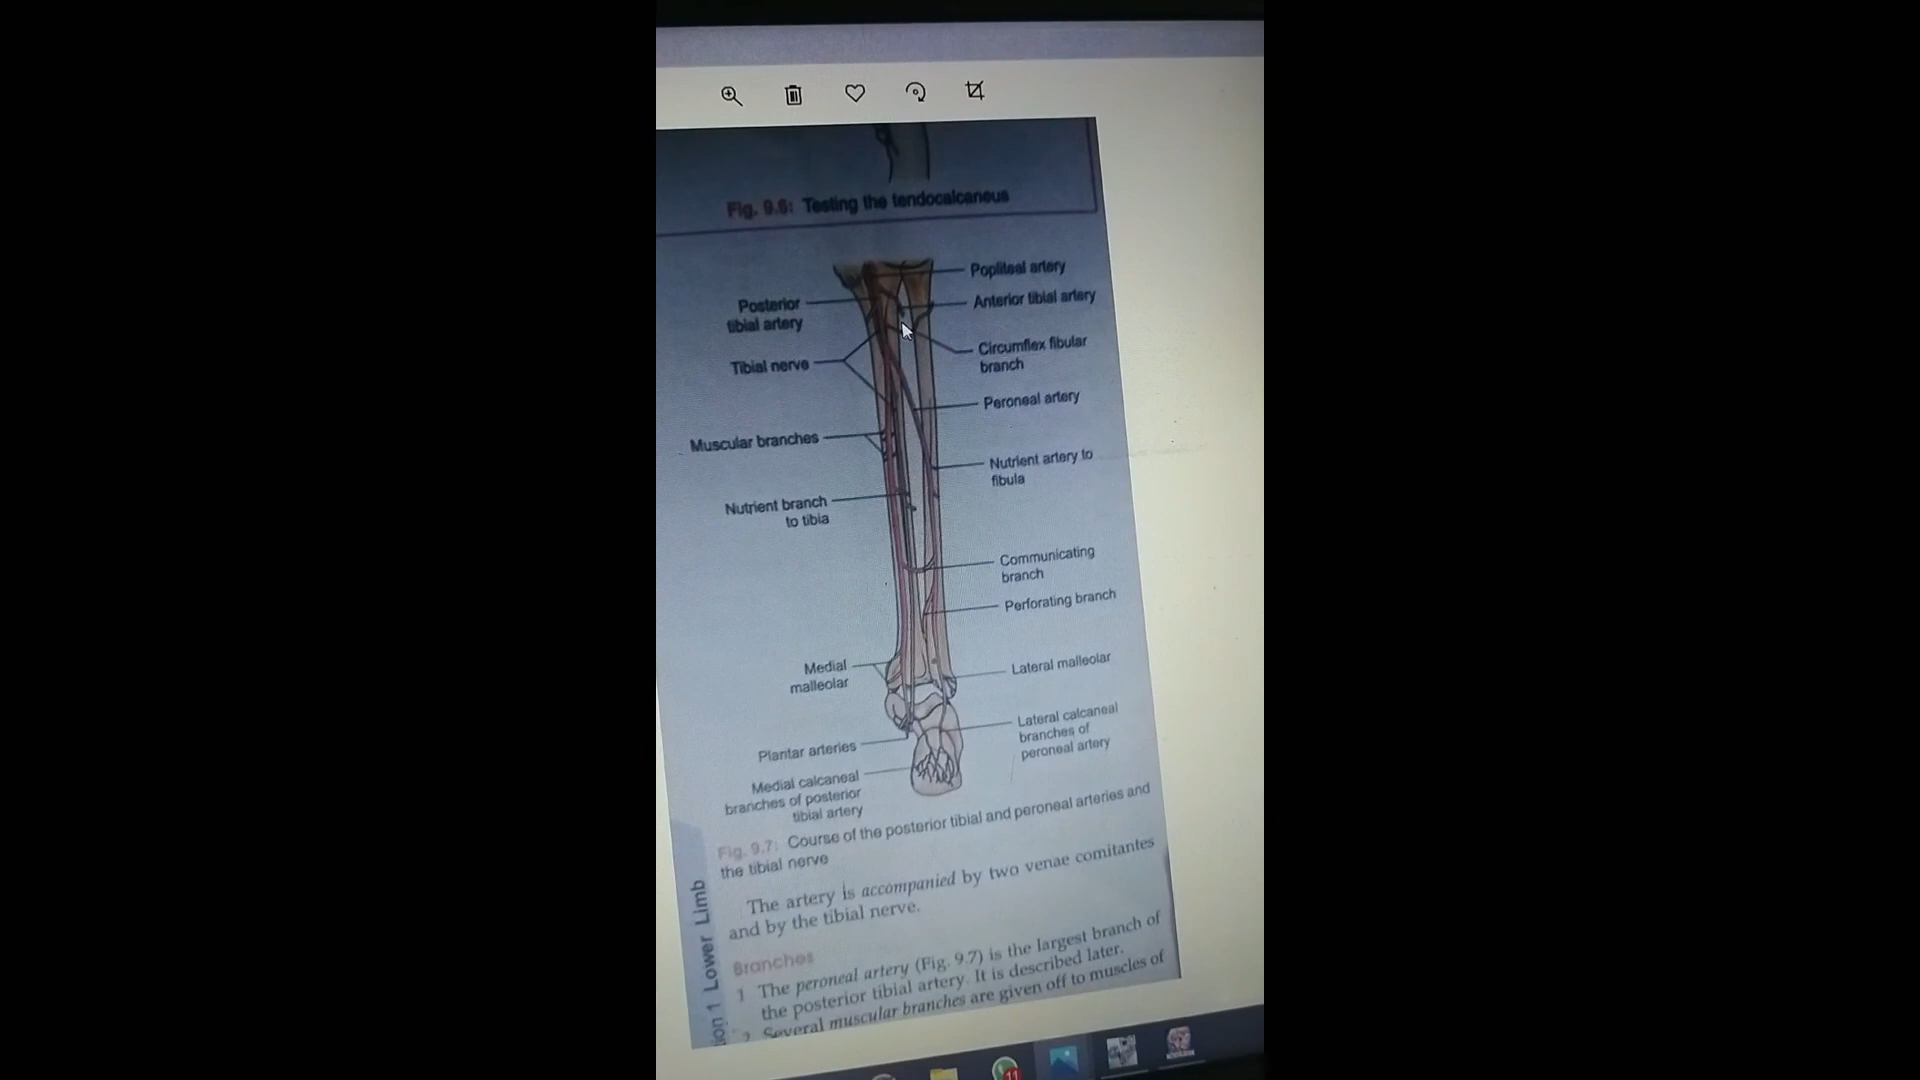 Fig. 9.6: Testing the tendocalcaneus
Popliteal artery
Posterior
tibial artery
Anterior tibial artery
Circumflex fibular
branch
Tibial nerve
Peroneal artery
Muscular branches
Nutrient artery to
fibula
Nutrient branch
to tibia
Communicating
branch
Perforating branch
Medial
malleolar
Lateral malleolar
Lateral calcaneal
branches of
peroneal artery
Plantar arteries
Medial calcaneal
branches of posterior
tibial artery
Fig. 9.7: Course of the posterior tibial and peroneal arteries and
the tibial nerve
The artery is accompanied by two venae comitantes
and by the tibial nerve.
Branches
1 The peroneal artery (Fig. 9.7) is the largest branch of
the posterior tibial artery. It is described later.
2 Several muscular branches are given off to muscles of
ion 1 Lower Limb
11